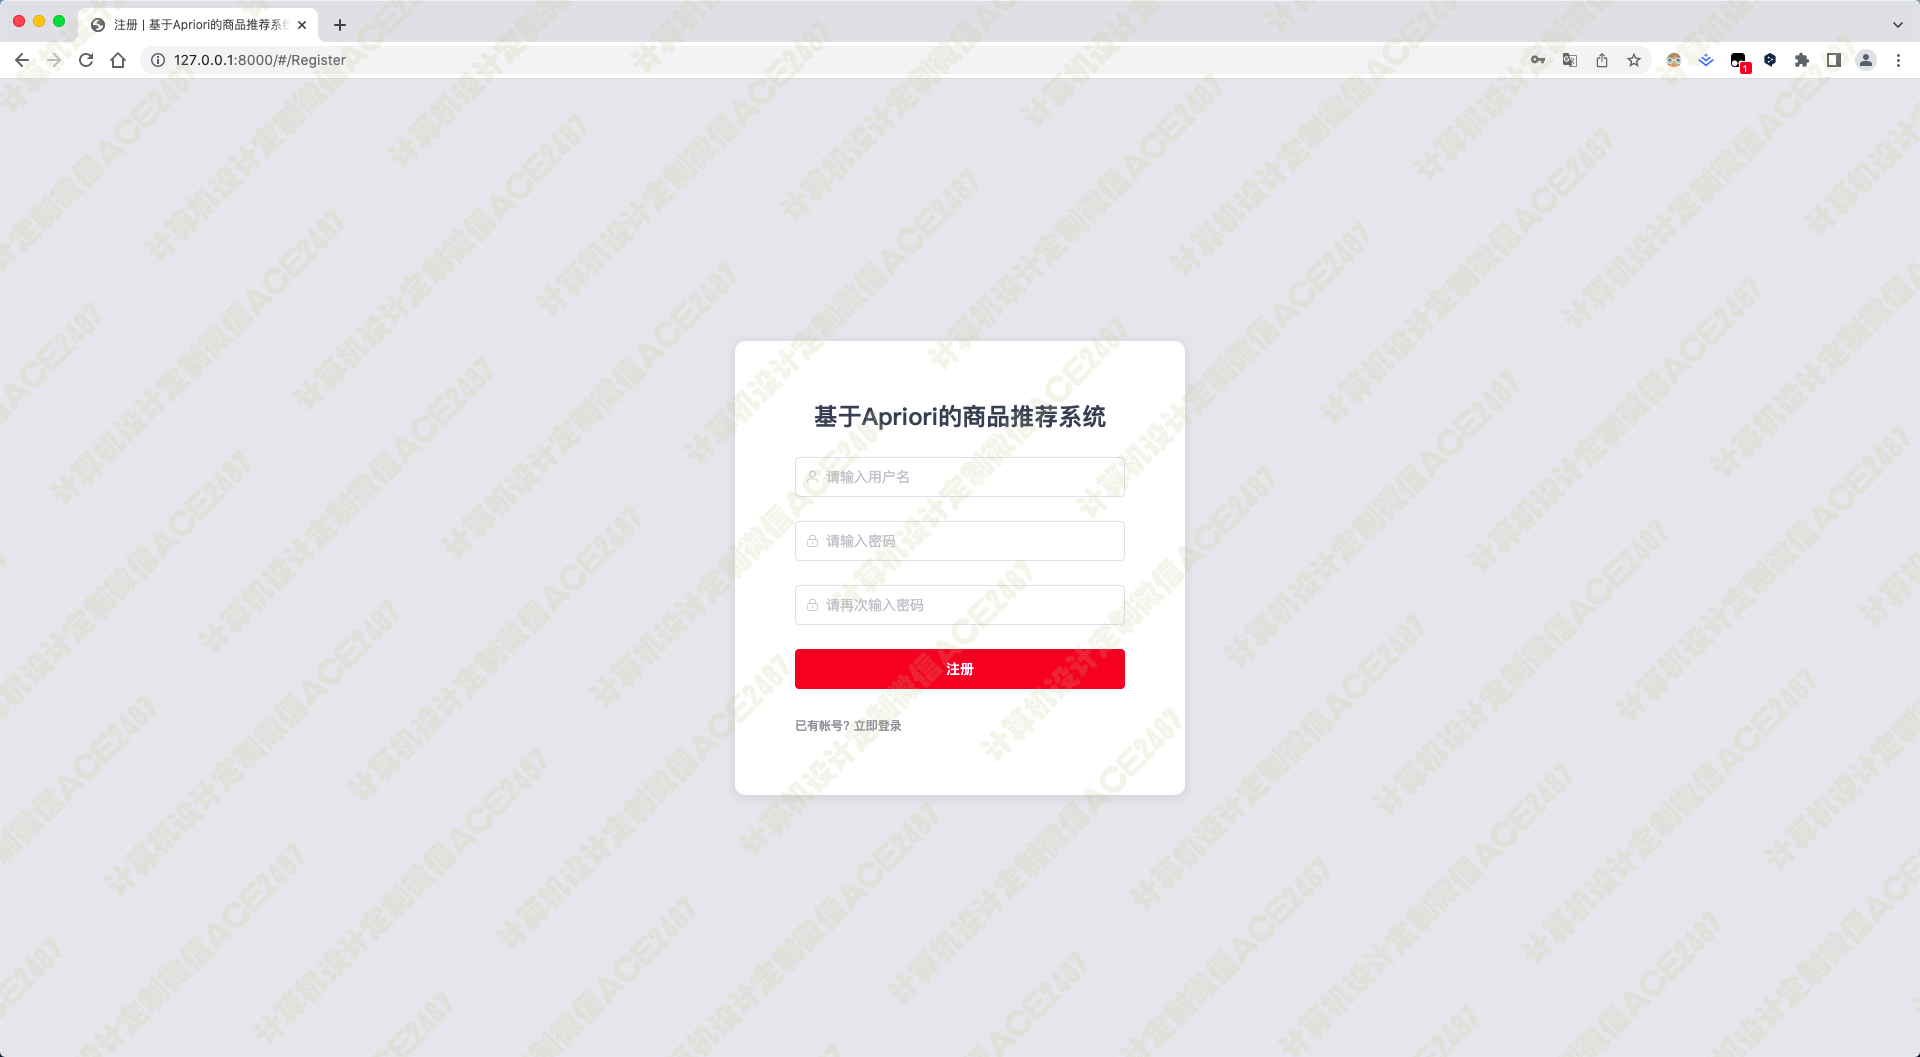 注册 | 基于Apriori的商品推荐系统
127.0.0.1:8000/#/Register
1
基于Apriori的商品推荐系统
请输入用户名
请输入密码
请再次输入密码
注册
已有帐号? 立即登录
计算机设计定制微信ACE2487